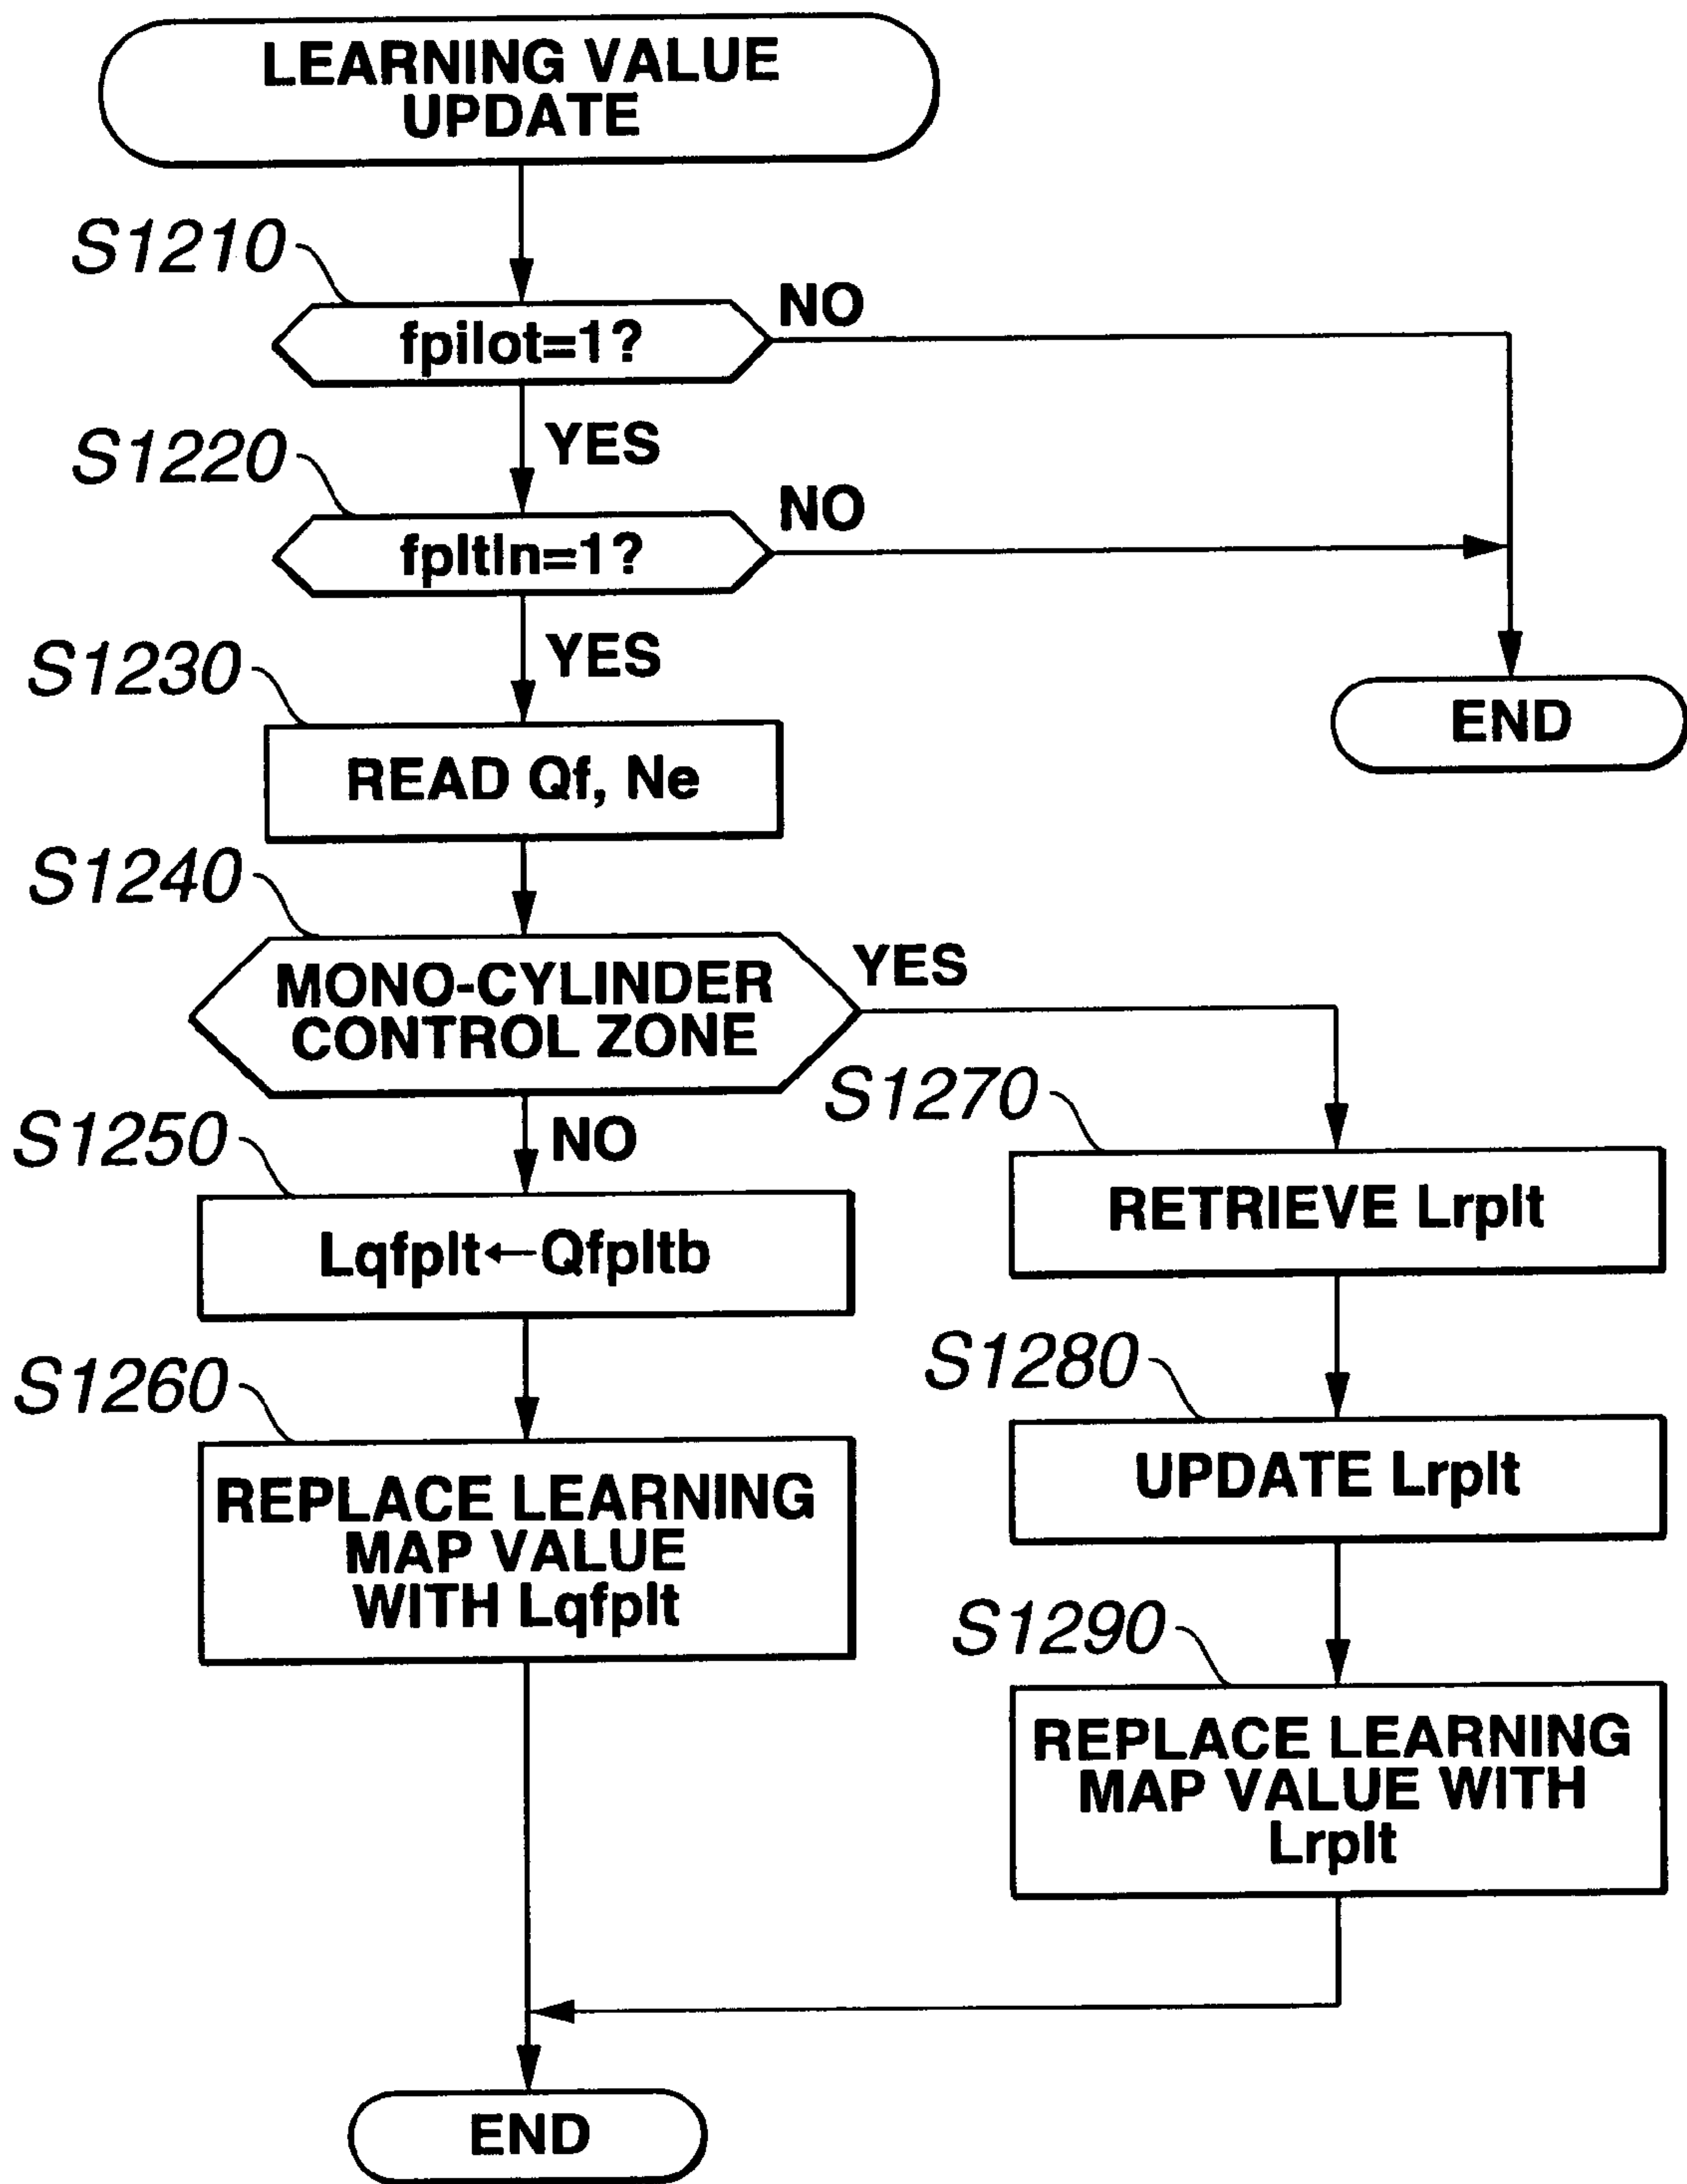 LEARNING VALUE
UPDATE
S1210
fpilot=1?
NO
YES
S1220
fpltln=1?
NO
YES
S1230
READ Qf, Ne
END
S1240
MONO-CYLINDER
CONTROL ZONE
YES
NO
S1250
Lqfplt←Qfpltb
S1270
RETRIEVE Lrplt
S1260
REPLACE LEARNING
MAP VALUE
WITH Lqfplt
S1280
UPDATE Lrplt
S1290
REPLACE LEARNING
MAP VALUE WITH
Lrplt
END